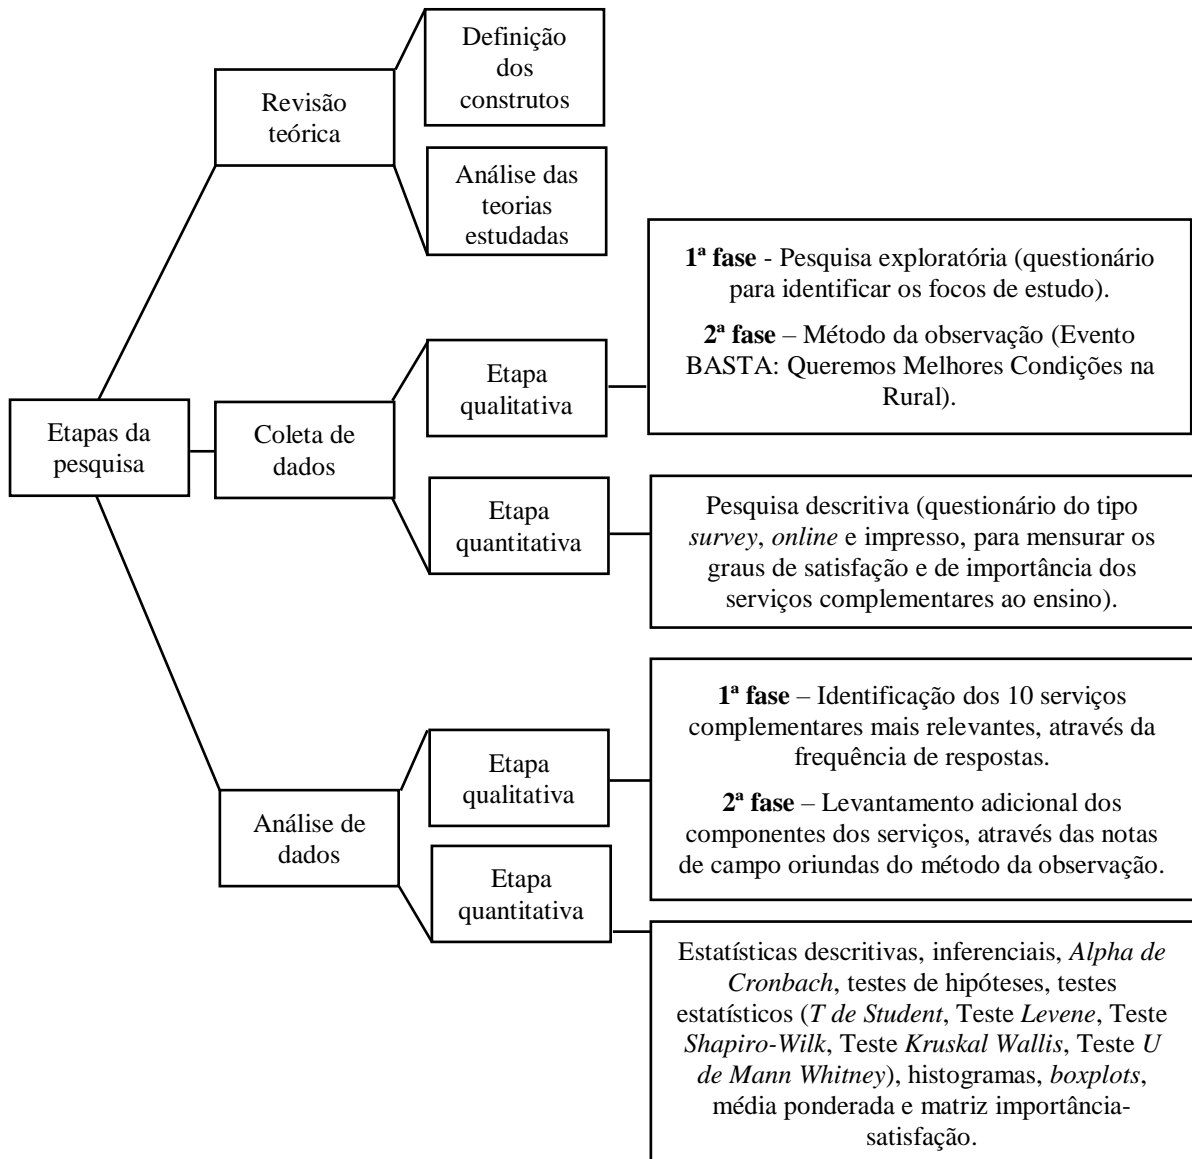 Definição
dos
construtos
Revisão
teórica
Análise das
teorias
estudadas
1ª fase - Pesquisa exploratória (questionário
para identificar os focos de estudo).
2ª fase – Método da observação (Evento
BASTA: Queremos Melhores Condições na
Rural).
Etapa
qualitativa
Etapas da
pesquisa
Coleta de
dados
Etapa
quantitativa
Pesquisa descritiva (questionário do tipo
survey, online e impresso, para mensurar os
graus de satisfação e de importância dos
serviços complementares ao ensino).
1ª fase – Identificação dos 10 serviços
complementares mais relevantes, através da
frequência de respostas.
2ª fase – Levantamento adicional dos
componentes dos serviços, através das notas
de campo oriundas do método da observação.
Etapa
qualitativa
Análise de
dados
Etapa
quantitativa
Estatísticas descritivas, inferenciais, Alpha de
Cronbach, testes de hipóteses, testes
estatísticos (T de Student, Teste Levene, Teste
Shapiro-Wilk, Teste Kruskal Wallis, Teste U
de Mann Whitney), histogramas, boxplots,
média ponderada e matriz importância-
satisfação.